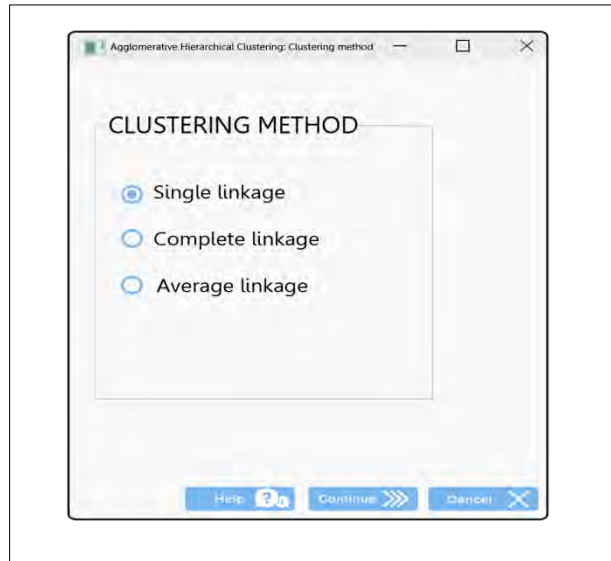 Agglomerative Hierarchical Clustering: Clustering method
CLUSTERING METHOD
Single linkage
Complete linkage
Average linkage
Help
Continue
Cancel